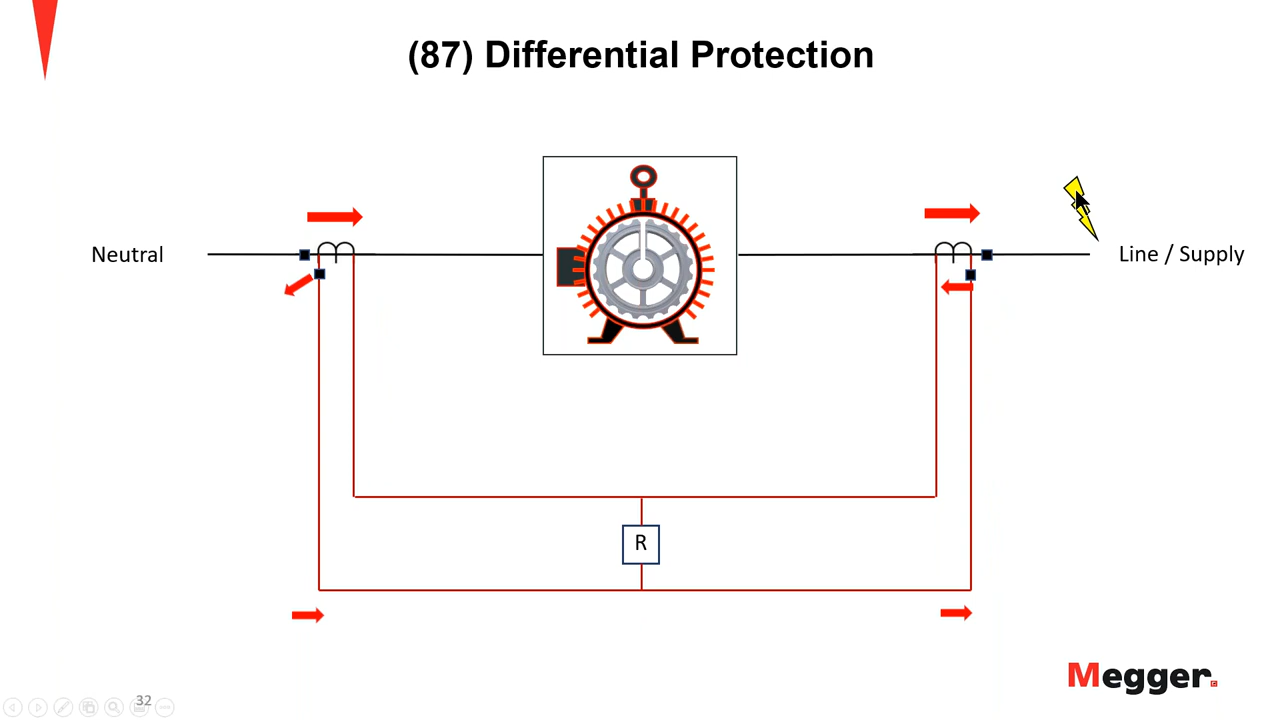 (87) Differential Protection
Neutral
Line / Supply
R
Megger.
32